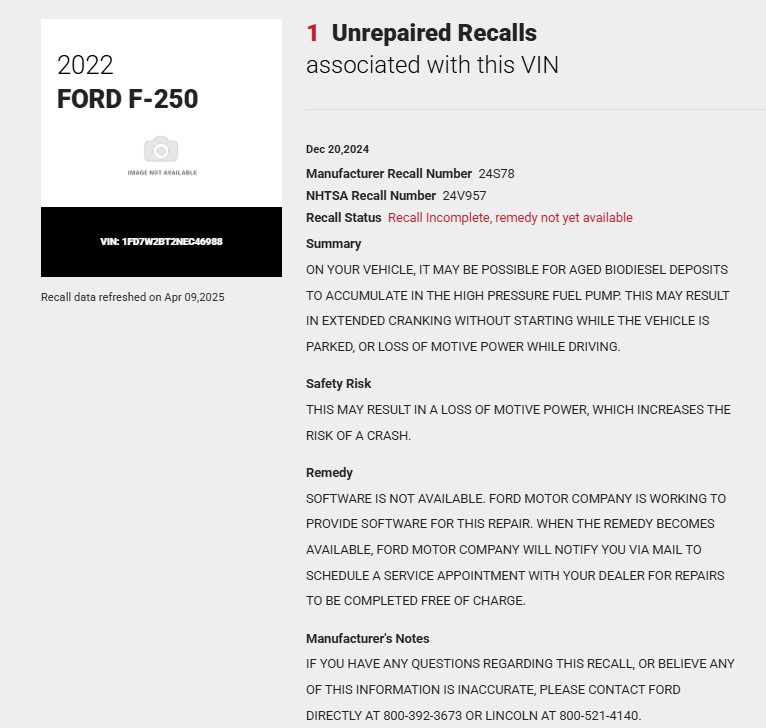 2022
FORD F-250
IMAGE NOT AVAILABLE
VIN: 1FD7W2BT2NEC46988
Recall data refreshed on Apr 09,2025
1 Unrepaired Recalls
associated with this VIN
Dec 20,2024
Manufacturer Recall Number 24S78
NHTSA Recall Number 24V957
Recall Status Recall Incomplete, remedy not yet available
Summary
ON YOUR VEHICLE, IT MAY BE POSSIBLE FOR AGED BIODIESEL DEPOSITS
TO ACCUMULATE IN THE HIGH PRESSURE FUEL PUMP. THIS MAY RESULT
IN EXTENDED CRANKING WITHOUT STARTING WHILE THE VEHICLE IS
PARKED, OR LOSS OF MOTIVE POWER WHILE DRIVING.
Safety Risk
THIS MAY RESULT IN A LOSS OF MOTIVE POWER, WHICH INCREASES THE
RISK OF A CRASH.
Remedy
SOFTWARE IS NOT AVAILABLE. FORD MOTOR COMPANY IS WORKING TO
PROVIDE SOFTWARE FOR THIS REPAIR. WHEN THE REMEDY BECOMES
AVAILABLE, FORD MOTOR COMPANY WILL NOTIFY YOU VIA MAIL TO
SCHEDULE A SERVICE APPOINTMENT WITH YOUR DEALER FOR REPAIRS
TO BE COMPLETED FREE OF CHARGE.
Manufacturer's Notes
IF YOU HAVE ANY QUESTIONS REGARDING THIS RECALL, OR BELIEVE ANY
OF THIS INFORMATION IS INACCURATE, PLEASE CONTACT FORD
DIRECTLY AT 800-392-3673 OR LINCOLN AT 800-521-4140.